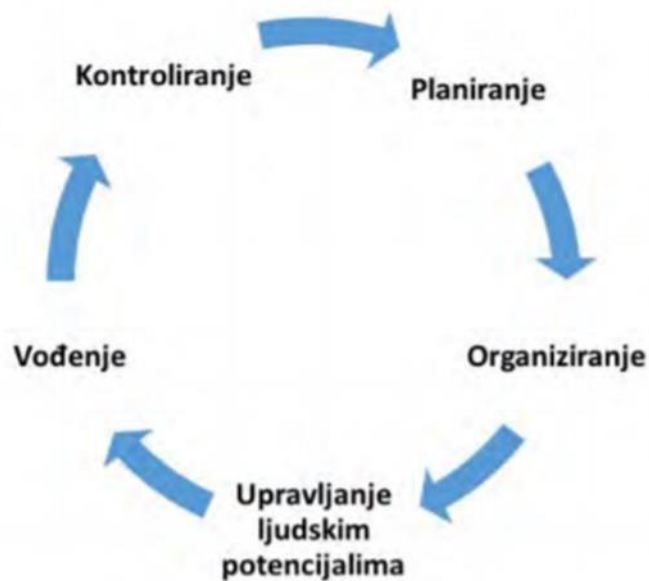 Kontroliranje
Planiranje
Vođenje
Organiziranje
Upravljanje
ljudskim
potencijalima